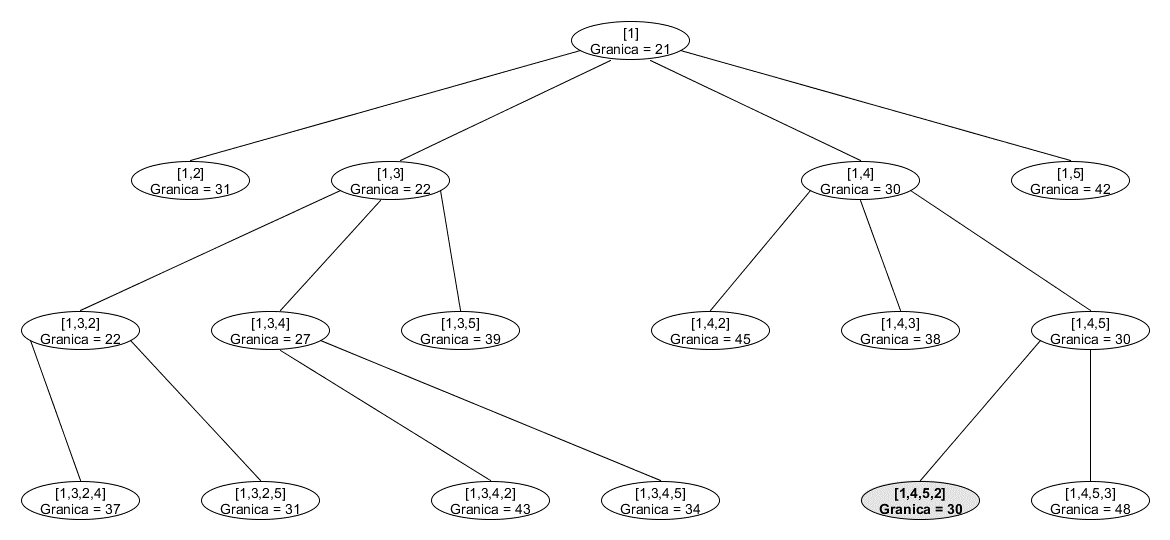 [1]
Granica = 21
[1,2]
Granica = 31
[1,3]
Granica = 22
[1,4]
Granica = 30
[1,5]
Granica = 42
[1,3,2]
Granica = 22
[1,3,4]
Granica = 27
[1,3,5]
Granica = 39
[1,4,2]
Granica = 45
[1,4,3]
Granica = 38
[1,4,5]
Granica = 30
[1,3,2,4]
Granica = 37
[1,3,2,5]
Granica = 31
[1,3,4,2]
Granica = 43
[1,3,4,5]
Granica = 34
[1,4,5,2]
Granica = 30
[1,4,5,3]
Granica = 48